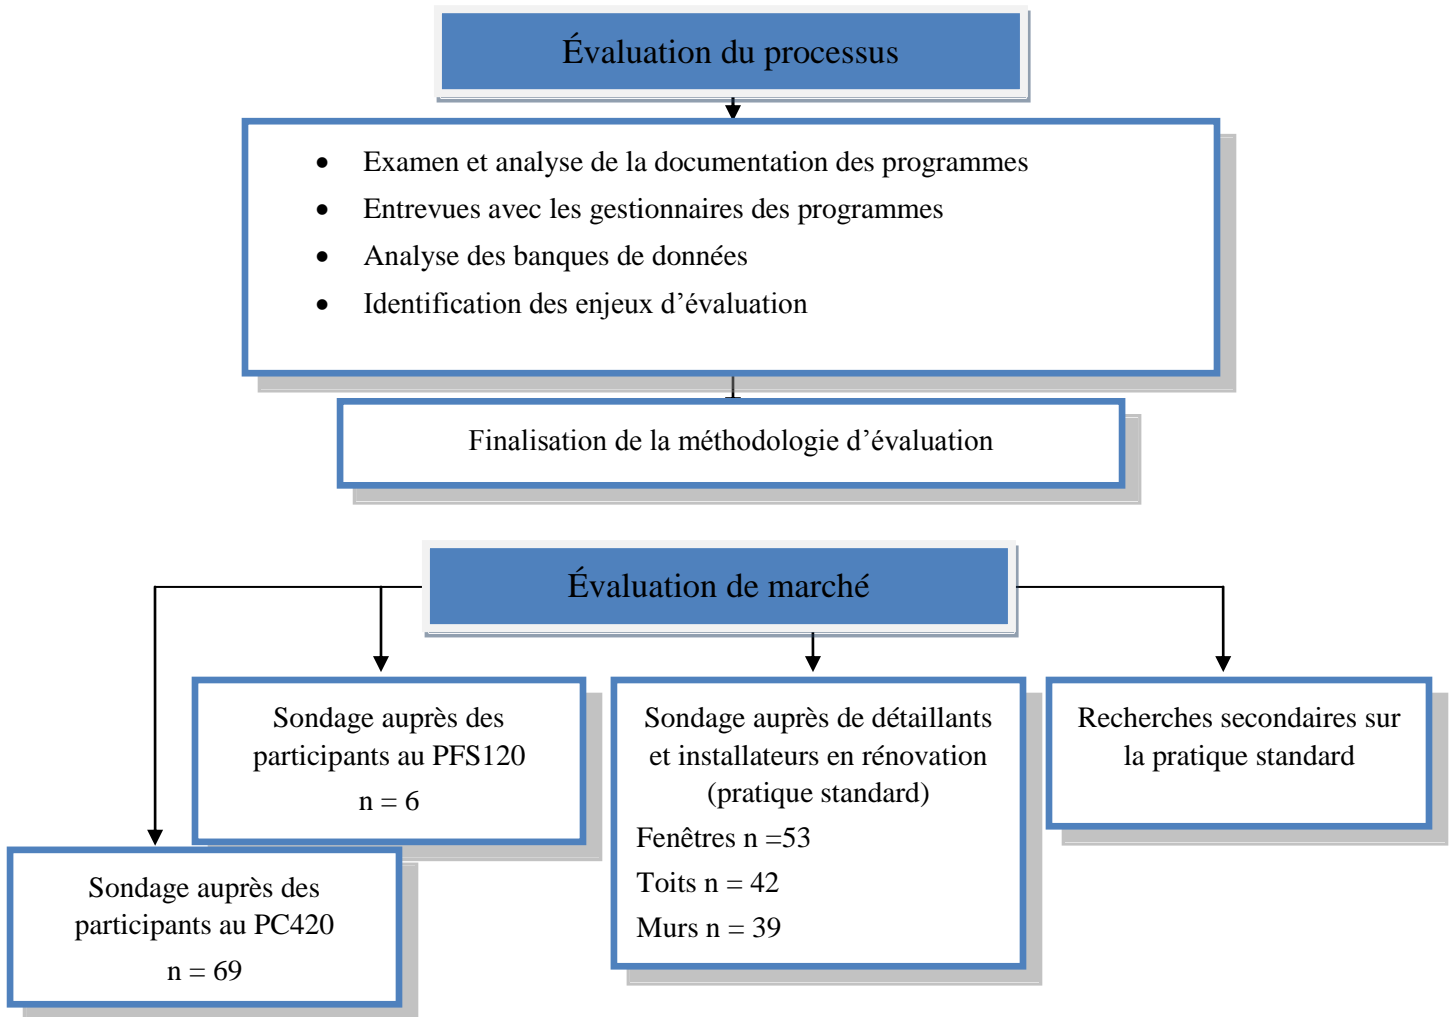 Évaluation du processus
• Examen et analyse de la documentation des programmes
• Entrevues avec les gestionnaires des programmes
• Analyse des banques de données
• Identification des enjeux d’évaluation
Finalisation de la méthodologie d’évaluation
Évaluation de marché
Sondage auprès des
participants au PFS120
n = 6
Sondage auprès de détaillants
et installateurs en rénovation
(pratique standard)
Fenêtres n =53
Toits n = 42
Murs n = 39
Recherches secondaires sur
la pratique standard
Sondage auprès des
participants au PC420
n = 69